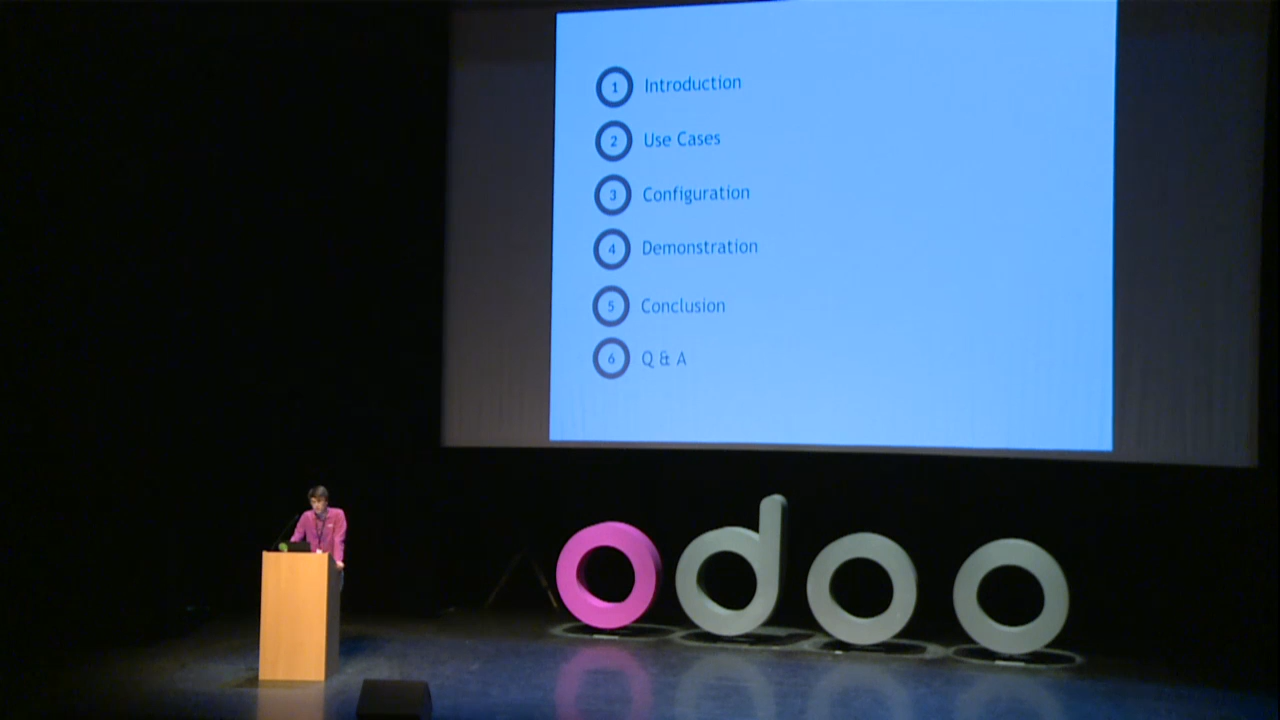 1 Introduction
2 Use Cases
3 Configuration
4 Demonstration
5 Conclusion
6 Q & A
odoo